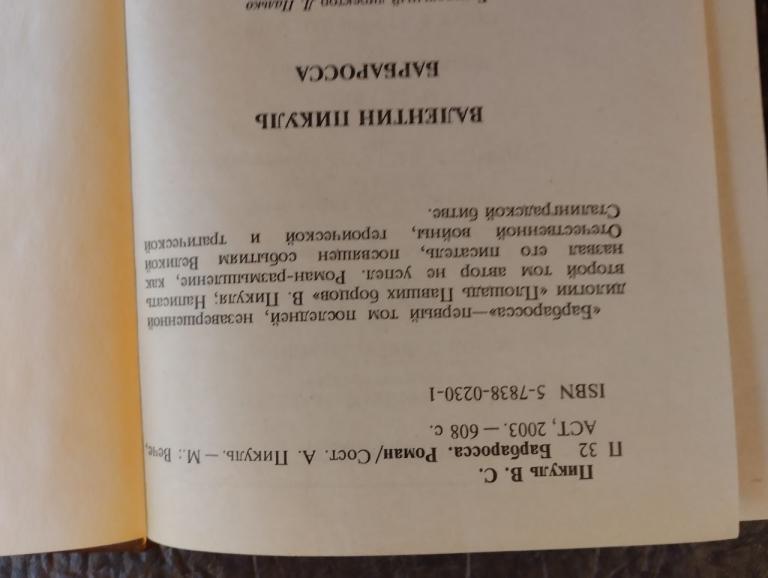 Пикуль В. С.
П 32 Барбаросса. Роман/Сост. А. Пикуль. — М.: Вече,
АСТ, 2003. — 608 с.
ISBN 5-7838-0230-1
«Барбаросса»—первый том последней, незавершенной
дилогии «Площадь Павших борцов» В. Пикуля; Написать
второй том автор не успел. Роман-размышление, как
назвал его писатель, посвящен событиям Великой
Отечественной войны, героической и трагической
Сталинградской битве.
ВАЛЕНТИН ПИКУЛЬ
БАРБАРОССА
директор Л. Палько